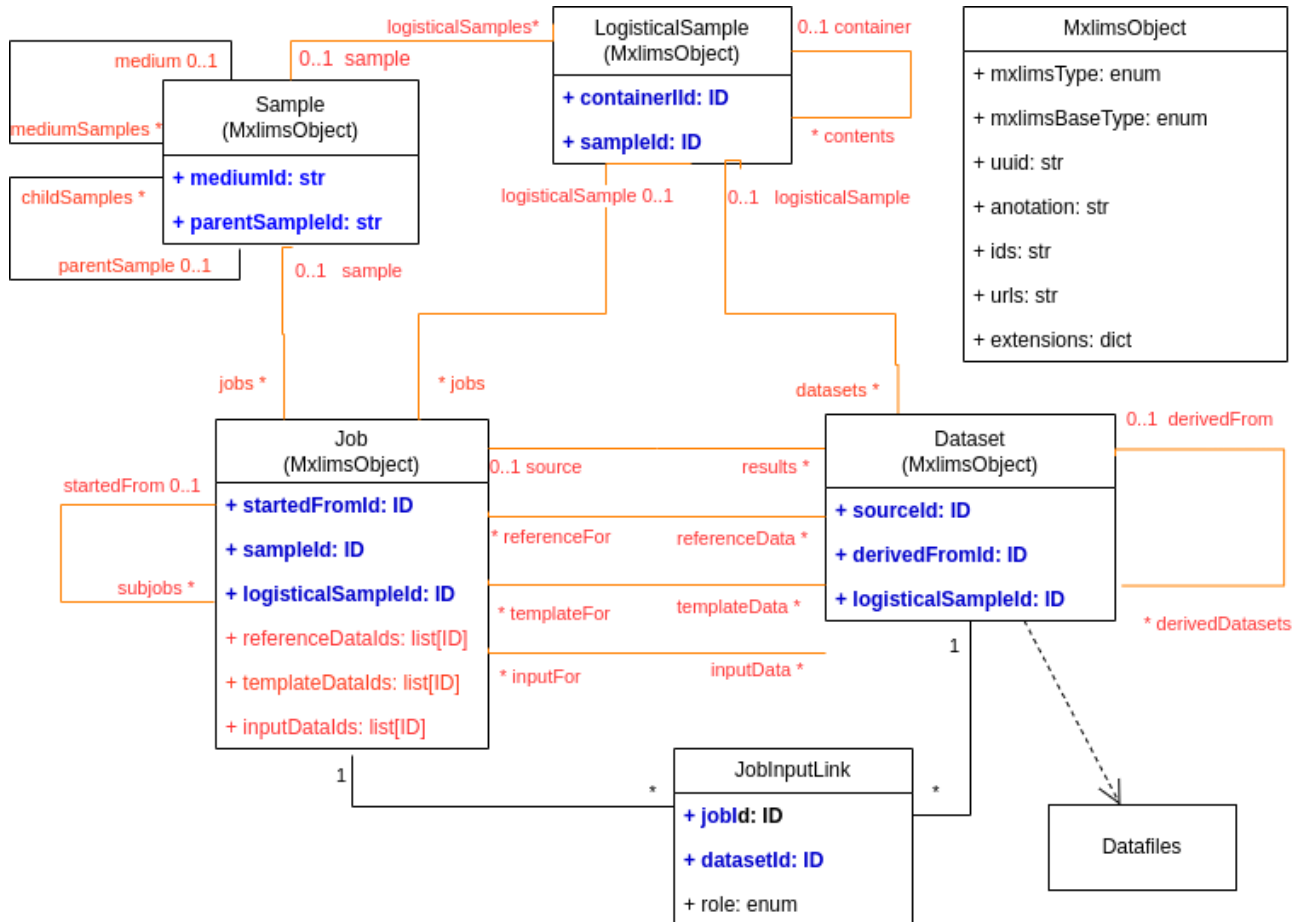 logisticalSamples*
LogisticalSample
(MxlimsObject)
+ containerIId: ID
+ sampleId: ID
0..1 container
* contents
MxlimsObject
+ mxlimsType: enum
+ mxlimsBaseType: enum
+ uuid: str
+ anotation: str
+ ids: str
+ urls: str
+ extensions: dict
medium 0..1
0..1 sample
mediumSamples *
Sample
(MxlimsObject)
+ mediumId: str
+ parentSampleId: str
childSamples *
parentSample 0..1
0..1 sample
logisticalSample 0..1
0..1 logisticalSample
jobs *
* jobs
datasets *
Job
(MxlimsObject)
+ startedFromId: ID
+ sampleId: ID
+ logisticalSampleId: ID
+ referenceDataIds: list[ID]
+ templateDataIds: list[ID]
+ inputDataIds: list[ID]
startedFrom 0..1
subjobs *
0..1 source
results *
* referenceFor
referenceData *
* templateFor
templateData *
* inputFor
inputData *
Dataset
(MxlimsObject)
+ sourceId: ID
+ derivedFromId: ID
+ logisticalSampleId: ID
0..1 derivedFrom
* derivedDatasets
1
*
1
*
JobInputLink
+ jobId: ID
+ datasetId: ID
+ role: enum
Datafiles